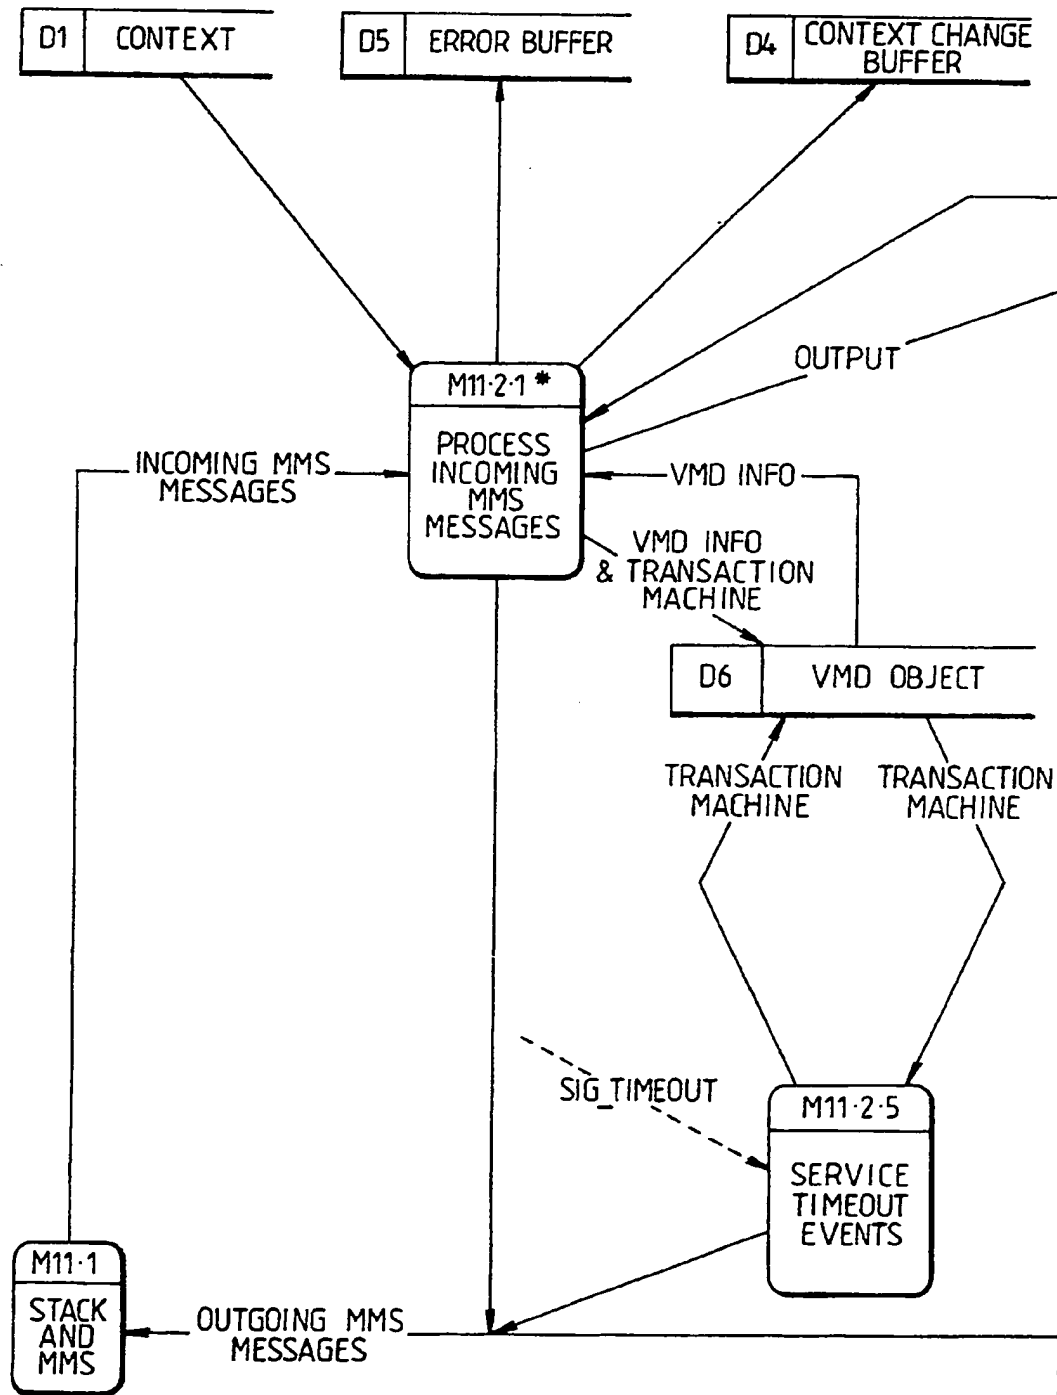 D1 CONTEXT
D5 ERROR BUFFER
D4 CONTEXT CHANGE
BUFFER
OUTPUT
M11·2·1 *
PROCESS
INCOMING
MMS
MESSAGES
INCOMING MMS
MESSAGES
VMD INFO
VMD INFO
& TRANSACTION
MACHINE
D6 VMD OBJECT
TRANSACTION
MACHINE
TRANSACTION
MACHINE
SIG_TIMEOUT
M11·2·5
SERVICE
TIMEOUT
EVENTS
M11·1
STACK
AND
MMS
OUTGOING MMS
MESSAGES